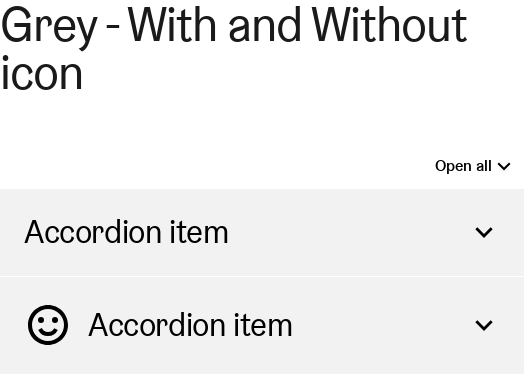 Grey - With and Without
icon
Open all
Accordion item
Accordion item